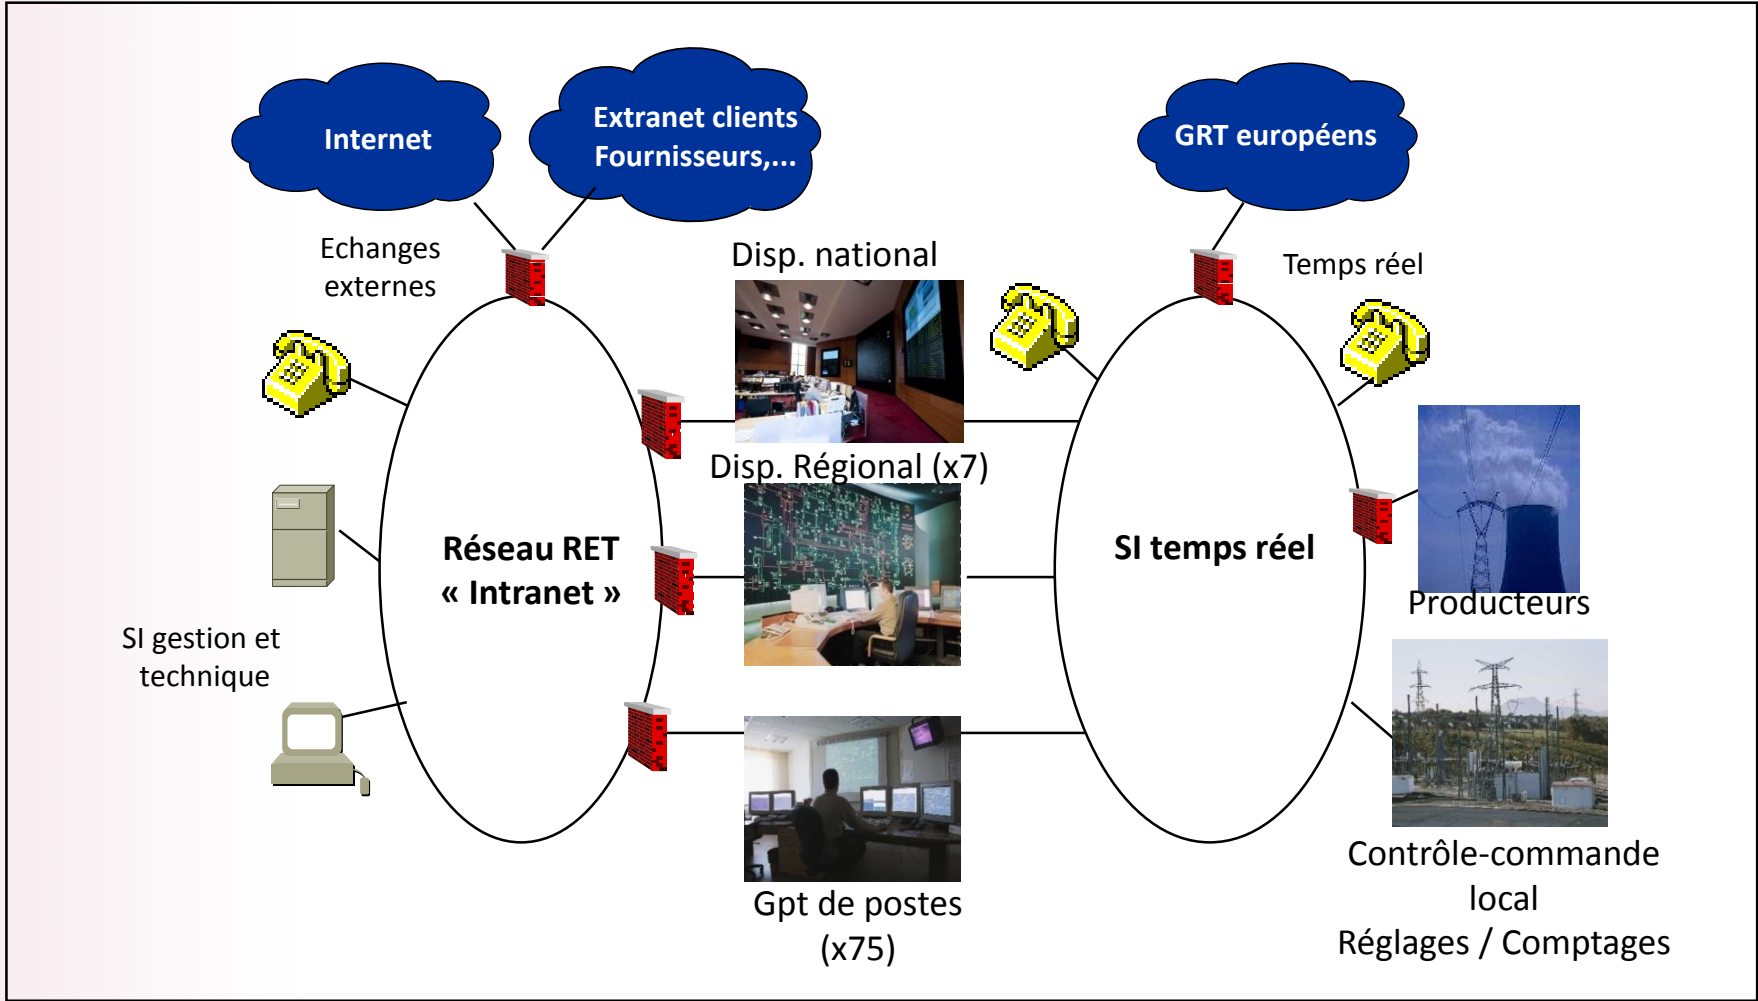 Internet
Extranet clients
Fournisseurs,...
GRT européens
Echanges
externes
Disp. national
Temps réel
Disp. Régional (x7)
Réseau RET
« Intranet »
SI temps réel
Producteurs
SI gestion et
technique
Gpt de postes
(x75)
Contrôle-commande
local
Réglages / Comptages